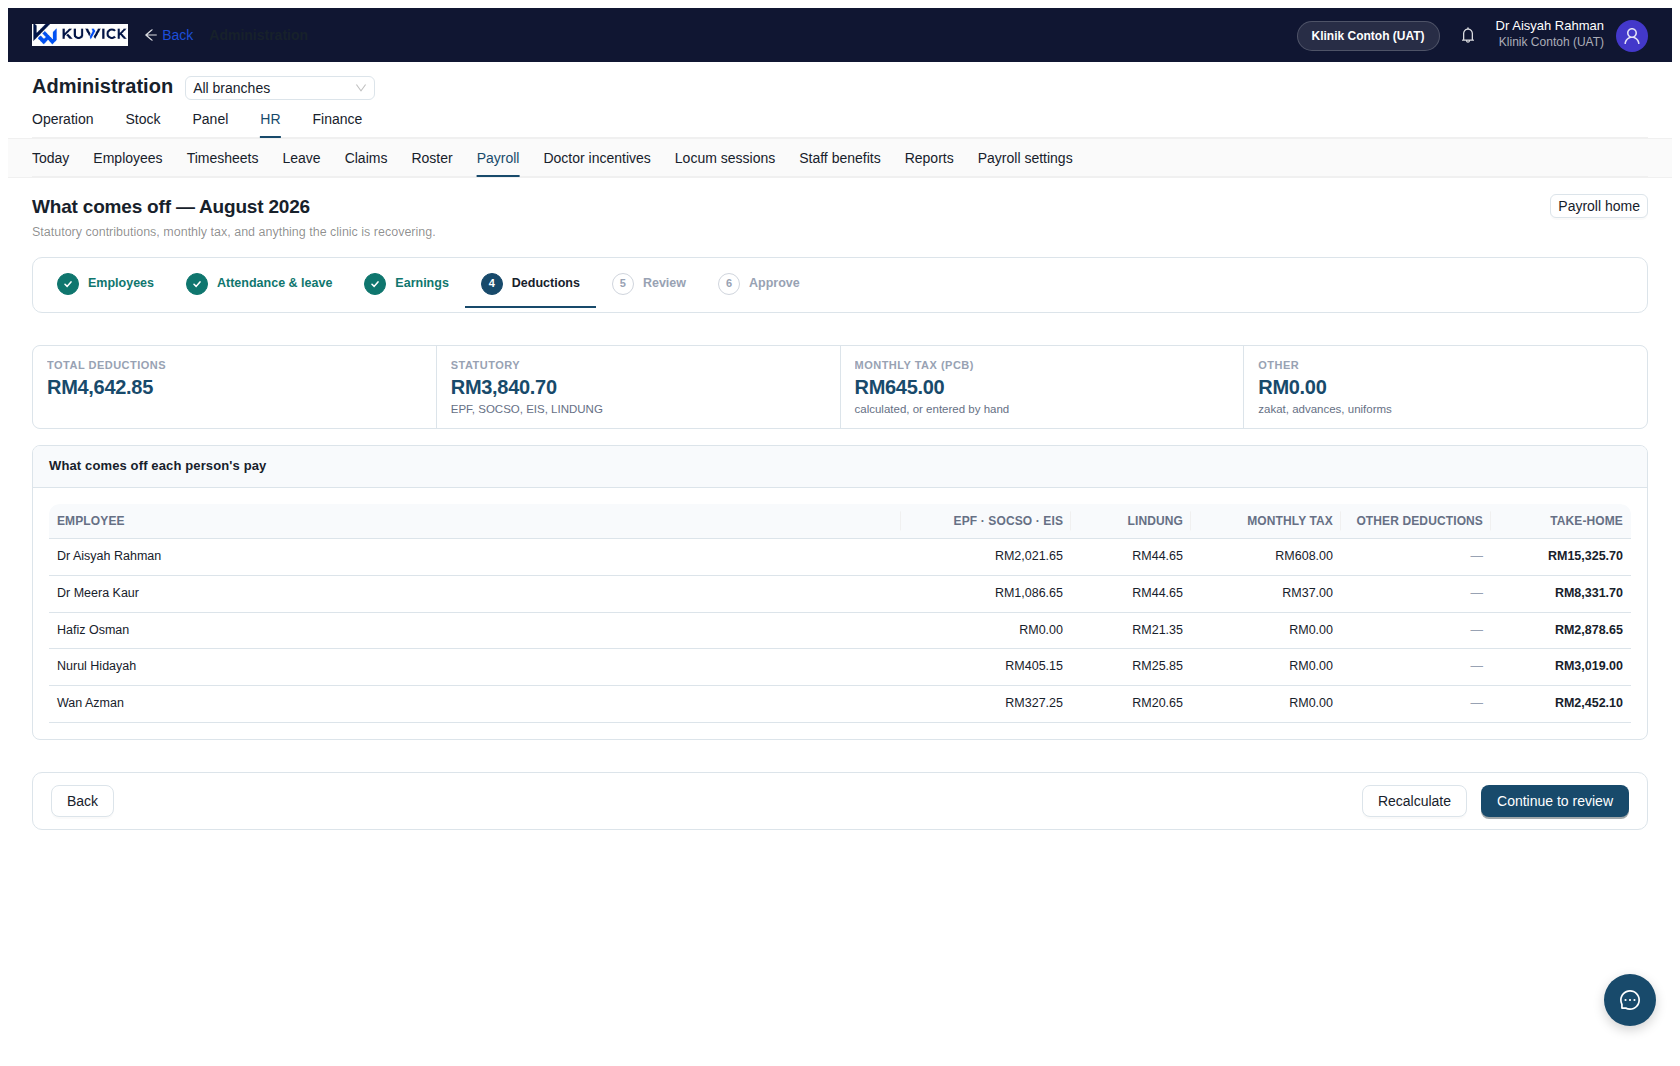 KUWICK
Back Administration
Klinik Contoh (UAT)
Dr Aisyah Rahman
Klinik Contoh (UAT)
Administration
All branches
Operation Stock Panel HR Finance
Today Employees Timesheets Leave Claims Roster Payroll Doctor incentives Locum sessions Staff benefits Reports Payroll settings
What comes off — August 2026
Payroll home
Statutory contributions, monthly tax, and anything the clinic is recovering.
Employees Attendance & leave Earnings 4 Deductions 5 Review 6 Approve
TOTAL DEDUCTIONS
RM4,642.85
STATUTORY
RM3,840.70
EPF, SOCSO, EIS, LINDUNG
MONTHLY TAX (PCB)
RM645.00
calculated, or entered by hand
OTHER
RM0.00
zakat, advances, uniforms
What comes off each person's pay
EMPLOYEE EPF · SOCSO · EIS LINDUNG MONTHLY TAX OTHER DEDUCTIONS TAKE-HOME
Dr Aisyah Rahman RM2,021.65 RM44.65 RM608.00 — RM15,325.70
Dr Meera Kaur RM1,086.65 RM44.65 RM37.00 — RM8,331.70
Hafiz Osman RM0.00 RM21.35 RM0.00 — RM2,878.65
Nurul Hidayah RM405.15 RM25.85 RM0.00 — RM3,019.00
Wan Azman RM327.25 RM20.65 RM0.00 — RM2,452.10
Back Recalculate Continue to review